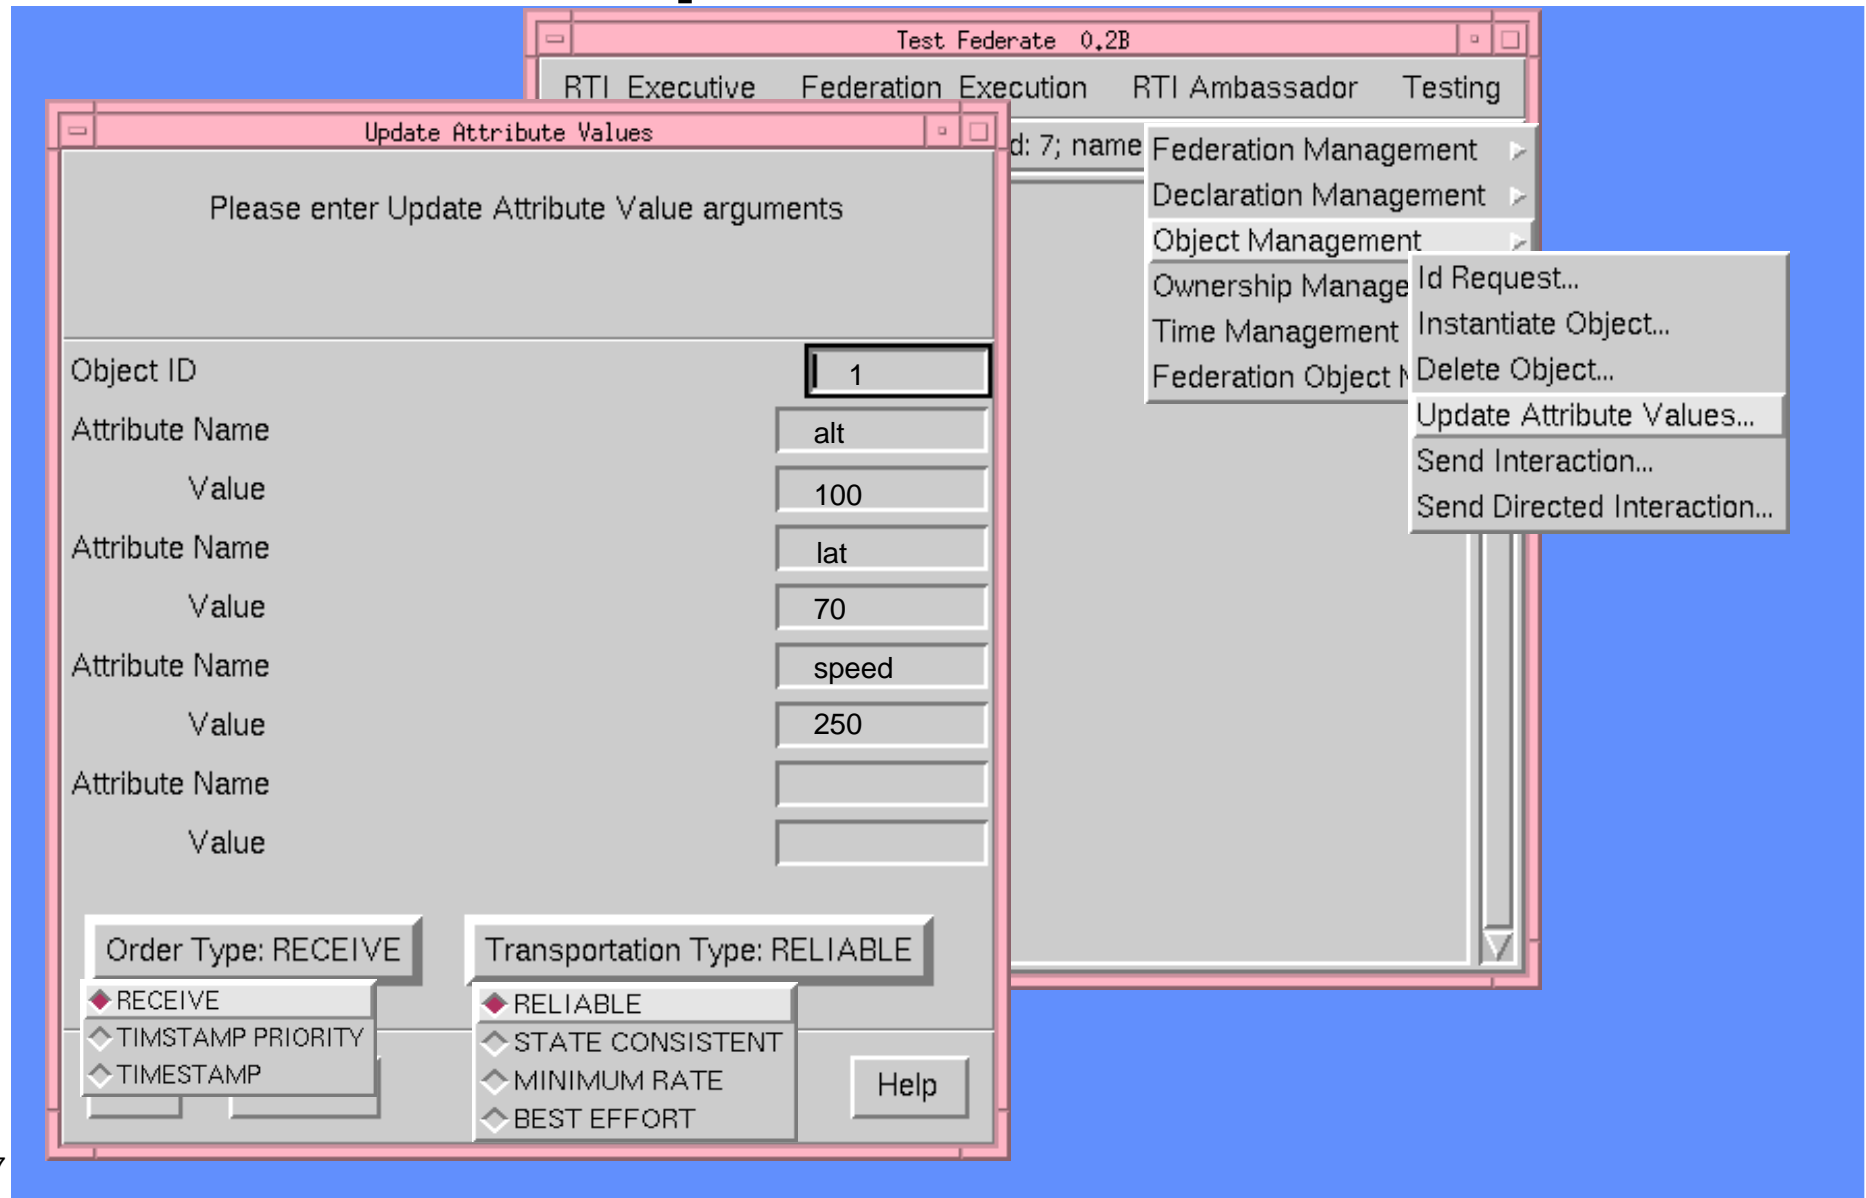 Test Federate 0.2B
RTI Executive Federation Execution RTI Ambassador Testing
d: 7; name
Federation Management
Declaration Management
Object Management
Ownership Manage
Time Management
Federation Object
Id Request...
Instantiate Object...
Delete Object...
Update Attribute Values...
Send Interaction...
Send Directed Interaction...
Update Attribute Values
Please enter Update Attribute Value arguments
Object ID 1
Attribute Name alt
Value 100
Attribute Name lat
Value 70
Attribute Name speed
Value 250
Attribute Name
Value
Order Type: RECEIVE Transportation Type: RELIABLE
RECEIVE
TIMSTAMP PRIORITY
TIMESTAMP
RELIABLE
STATE CONSISTENT
MINIMUM RATE
BEST EFFORT
Help